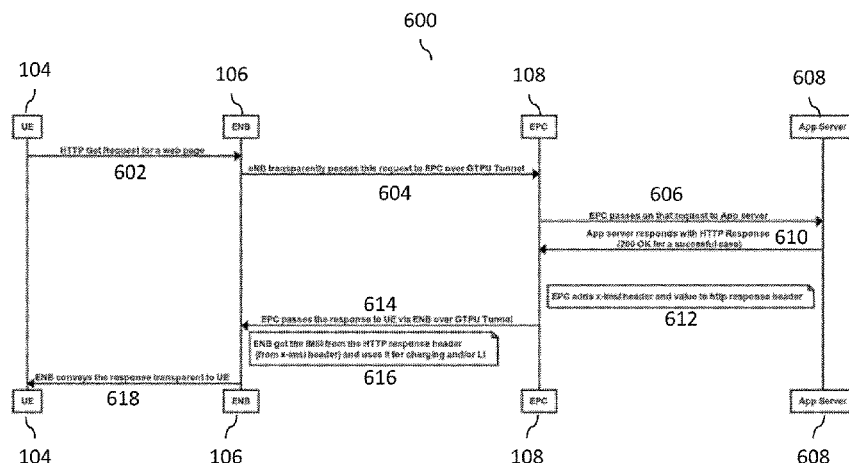 600
104
106
108
608
UE
ENB
EPC
App Server
HTTP Get Request for a web page
602
eNB transparently passes this request to EPC over GTPU Tunnel
604
606
EPC passes on that request to App server
App server responds with HTTP Response
(200 OK for a successful case)
610
EPC adds x-imsi header and value to http response header
612
614
EPC passes the response to UE via ENB over GTPU Tunnel
ENB get the IMSI from the HTTP response header
(from x-imsi header) and uses it for charging and/or LI
616
ENB conveys the response transparent to UE
618
UE
ENB
EPC
App Server
104
106
108
608